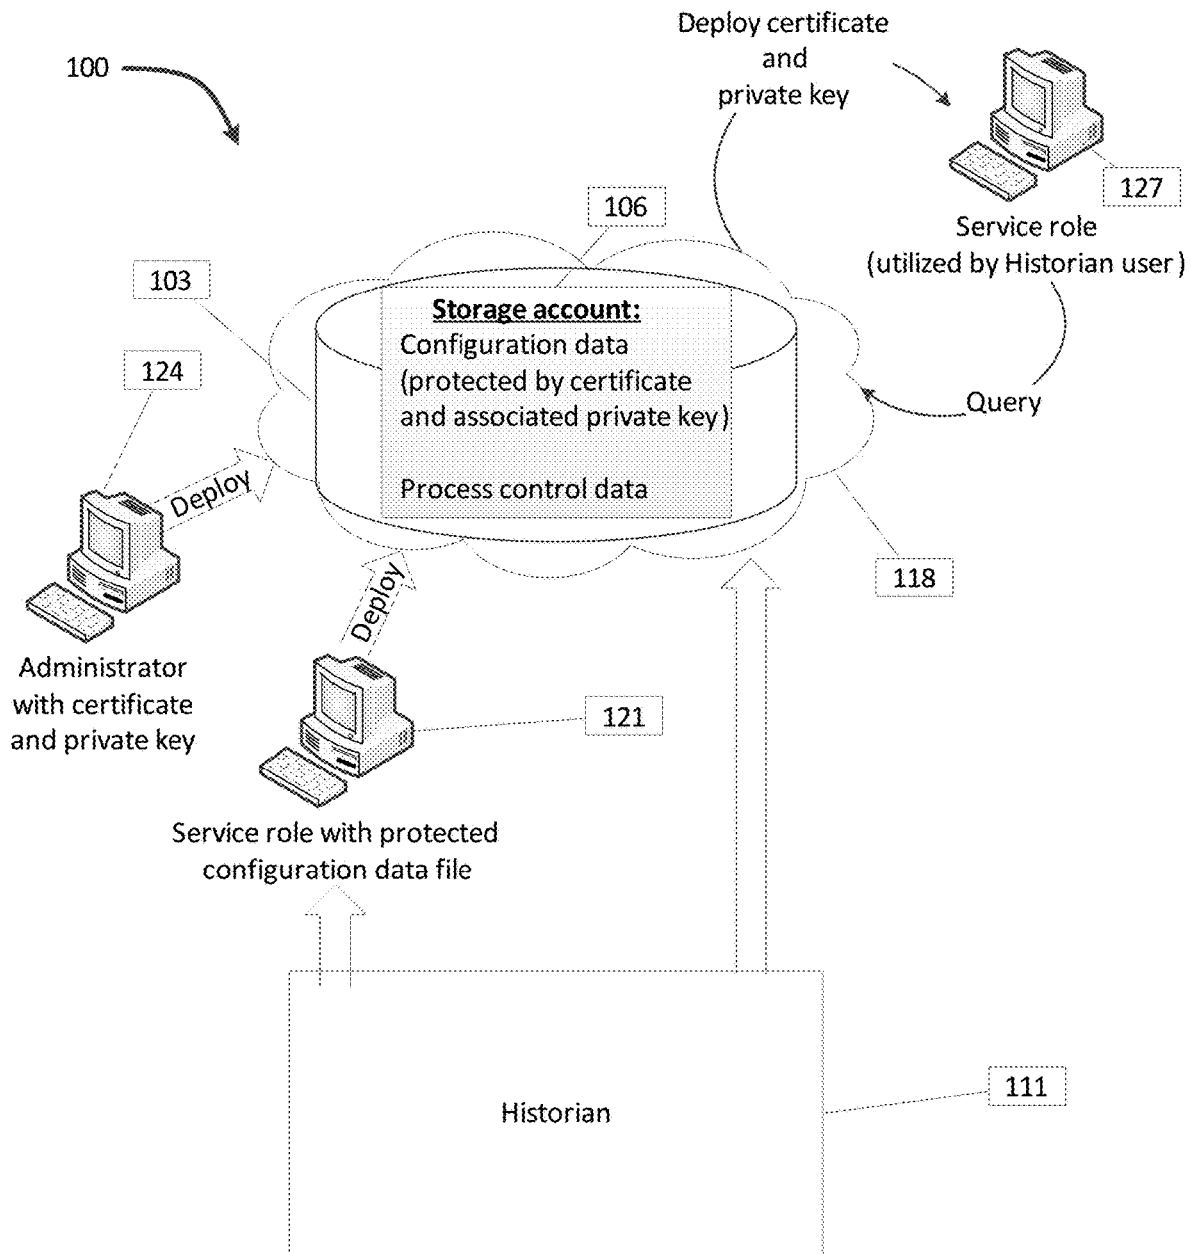 Deploy certificate
and
private key
100
127
106
Service role
(utilized by Historian user)
103
Storage account:
Configuration data
(protected by certificate
and associated private key)
Process control data
124
Query
Deploy
118
Deploy
Administrator
with certificate
and private key
121
Service role with protected
configuration data file
111
Historian